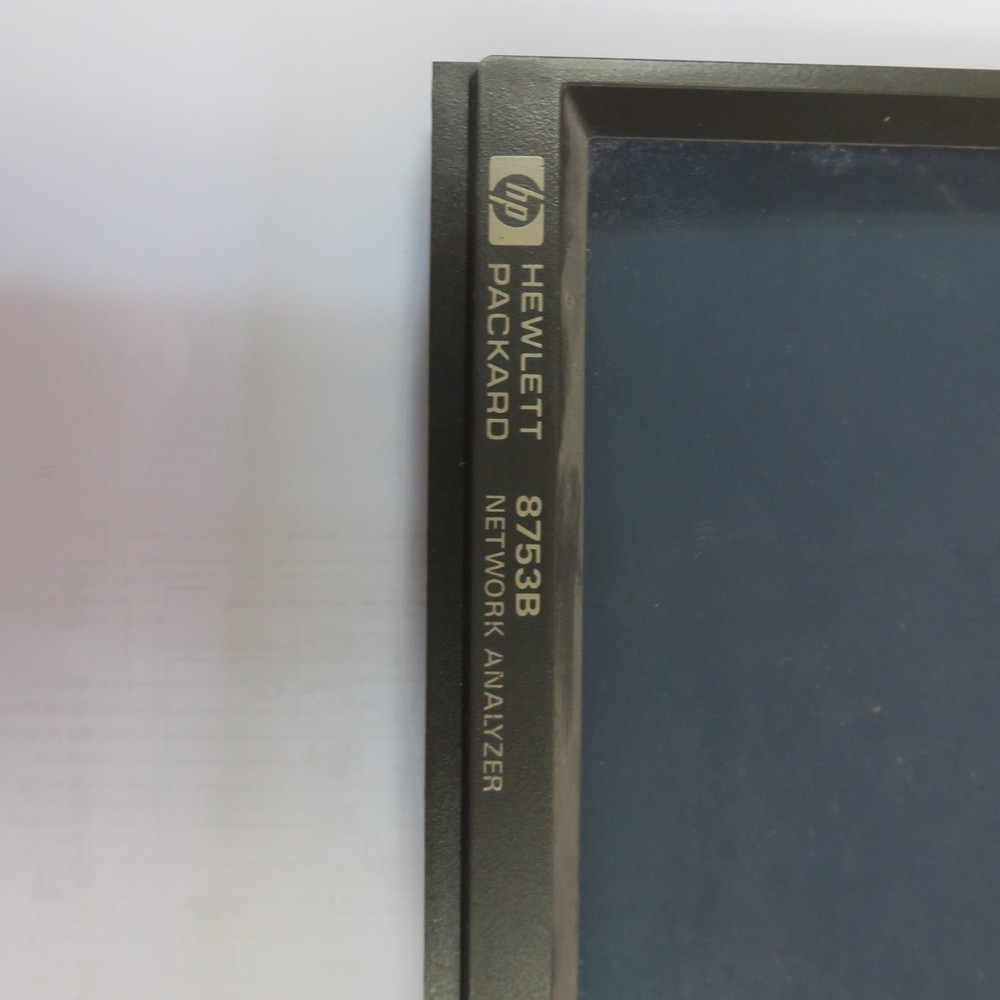 hp
HEWLETT
PACKARD
8753B
NETWORK ANALYZER